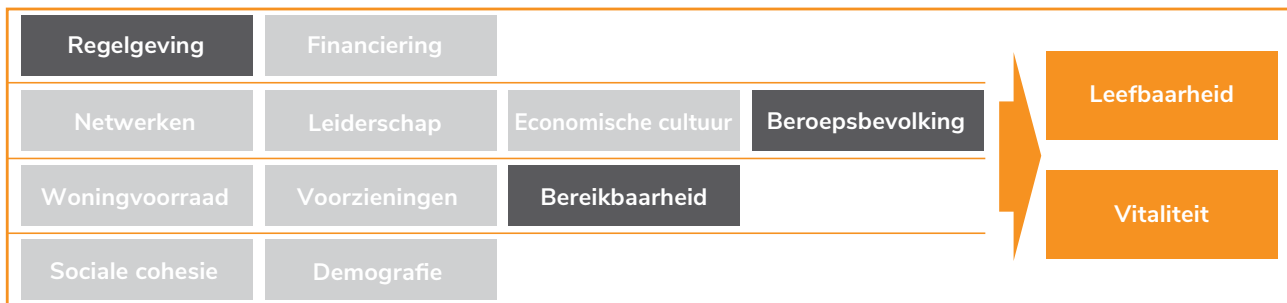 Regelgeving
Financiering
Netwerken
Leiderschap
Economische cultuur
Beroepsbevolking
Woningvoorraad
Voorzieningen
Bereikbaarheid
Sociale cohesie
Demografie
Leefbaarheid
Vitaliteit